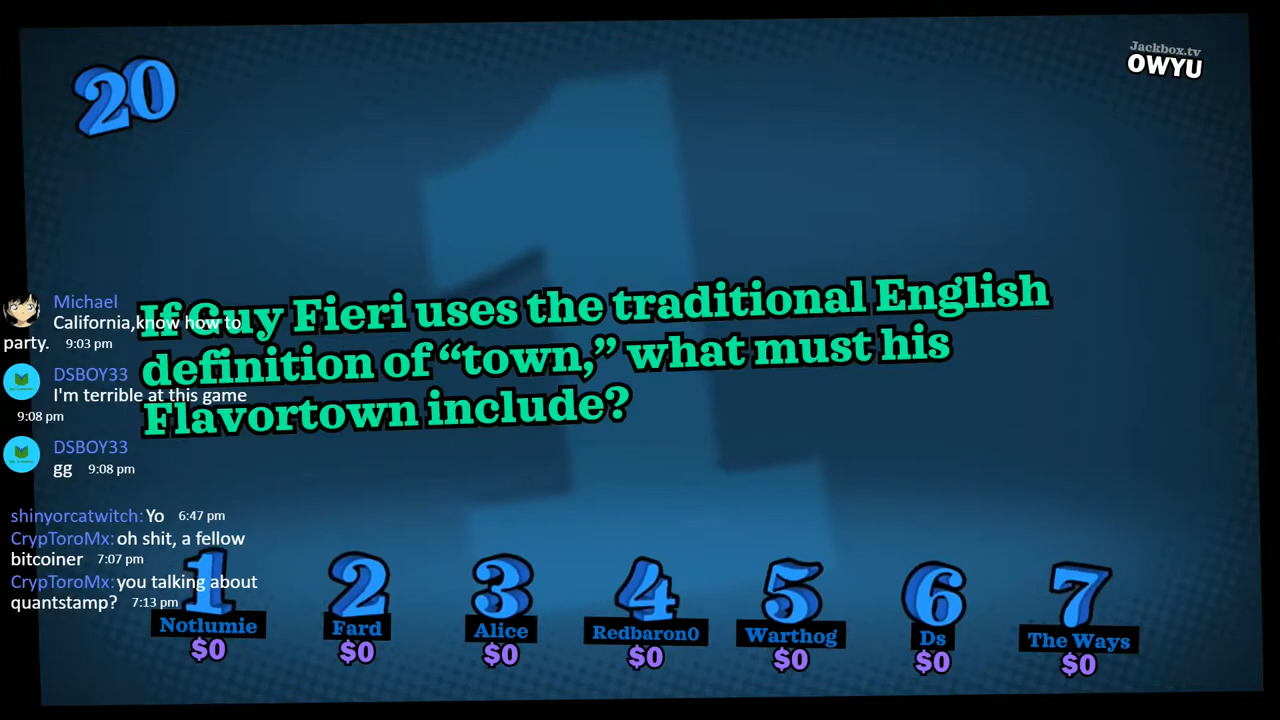 20
Jackbox.tv
OWYU
If Guy Fieri uses the traditional English
definition of “town,” what must his
Flavortown include?
Michael
California,know how to
party. 9:03 pm
DSBOY33
I'm terrible at this game
9:08 pm
DSBOY33
gg 9:08 pm
shinyorcatwitch: Yo 6:47 pm
CrypToroMx: oh shit, a fellow
bitcoiner 7:07 pm
CrypToroMx: you talking about
quantstamp? 7:13 pm
1 2 3 4 5 6 7
Notlumie Fard Alice Redbaron0 Warthog Ds The Ways
$0 $0 $0 $0 $0 $0 $0
1